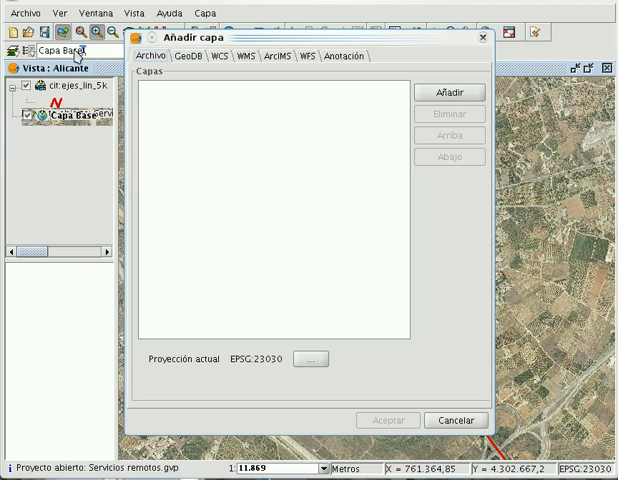 Archivo Ver Ventana Vista Ayuda Capa
Capa Base
Añadir capa
Vista : Alicante
Archivo GeoDB WCS WMS ArcIMS WFS Anotación
Capas
cit:ejes_lin_5k
Capa Base
Añadir
Eliminar
Arriba
Abajo
Proyección actual EPSG:23030 ...
Aceptar Cancelar
Proyecto abierto: Servicios remotos.gvp 1: 11.869 Metros X = 761.364,85 Y = 4.302.667,2 EPSG:23030